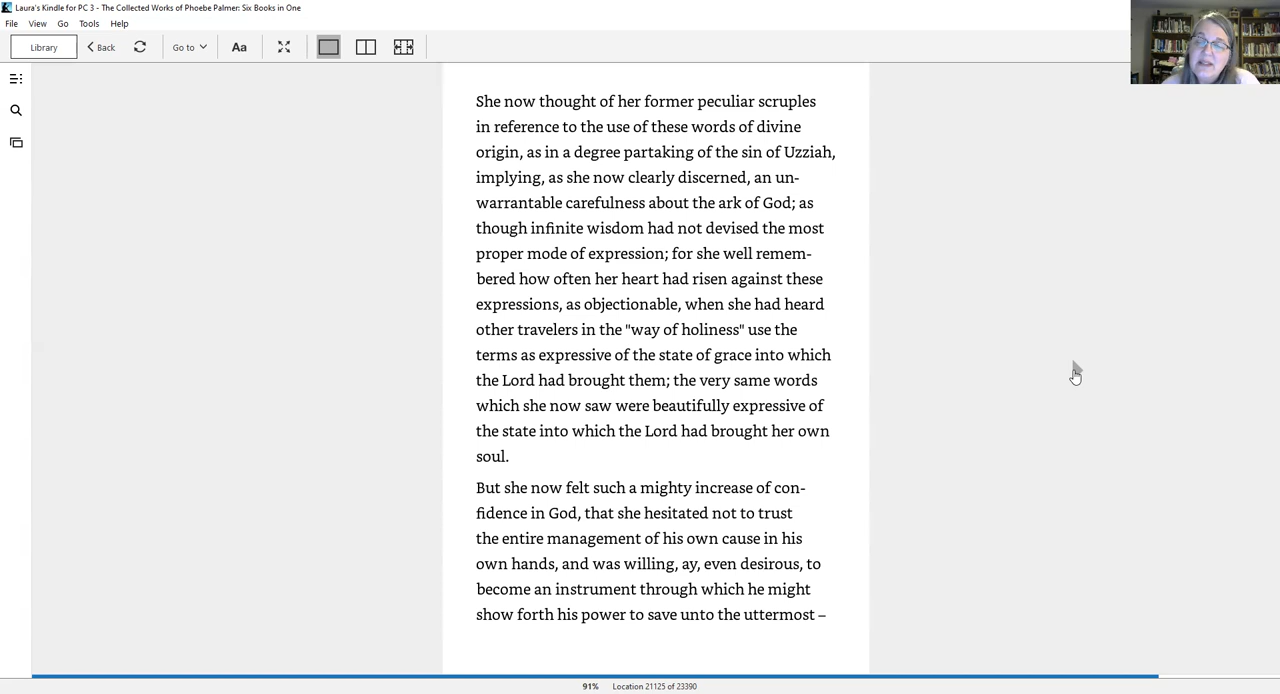 Laura's Kindle for PC 3 - The Collected Works of Phoebe Palmer: Six Books in One
File View Go Tools Help
Library Back Go to Aa
She now thought of her former peculiar scruples
in reference to the use of these words of divine
origin, as in a degree partaking of the sin of Uzziah,
implying, as she now clearly discerned, an un-
warrantable carefulness about the ark of God; as
though infinite wisdom had not devised the most
proper mode of expression; for she well remem-
bered how often her heart had risen against these
expressions, as objectionable, when she had heard
other travelers in the "way of holiness" use the
terms as expressive of the state of grace into which
the Lord had brought them; the very same words
which she now saw were beautifully expressive of
the state into which the Lord had brought her own
soul.
But she now felt such a mighty increase of con-
fidence in God, that she hesitated not to trust
the entire management of his own cause in his
own hands, and was willing, ay, even desirous, to
become an instrument through which he might
show forth his power to save unto the uttermost –
91% Location 21125 of 23390